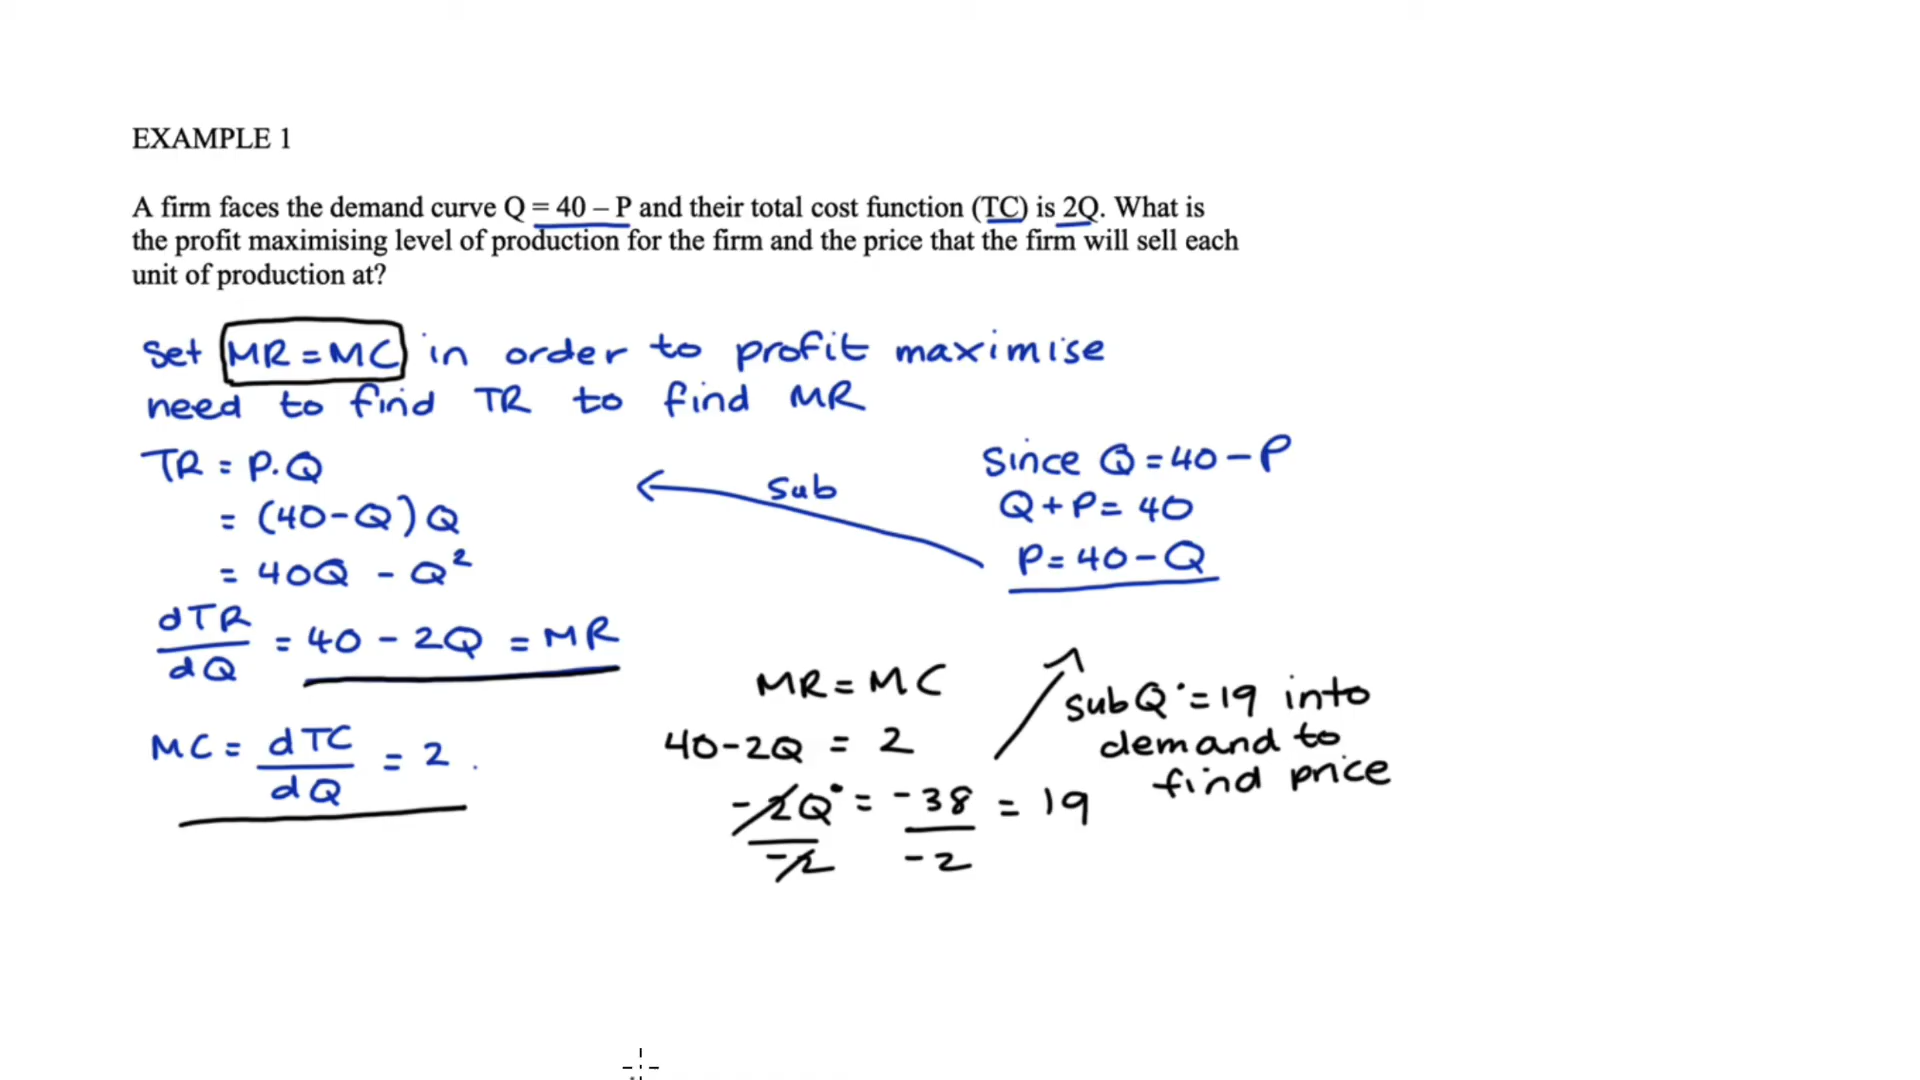 EXAMPLE 1
A firm faces the demand curve Q = 40 – P and their total cost function (TC) is 2Q. What is
the profit maximising level of production for the firm and the price that the firm will sell each
unit of production at?
Set MR = MC in order to profit maximise
need to find TR to find MR
TR = P.Q
= (40-Q)Q
= 40Q - Q²
dTR/dQ = 40 - 2Q = MR
MC = dTC/dQ = 2
Sub
Since Q = 40 - P
Q + P = 40
P = 40 - Q
MR = MC
40 - 2Q = 2
-2Q*/-2 = -38/-2 = 19
sub Q* = 19 into
demand to
find price